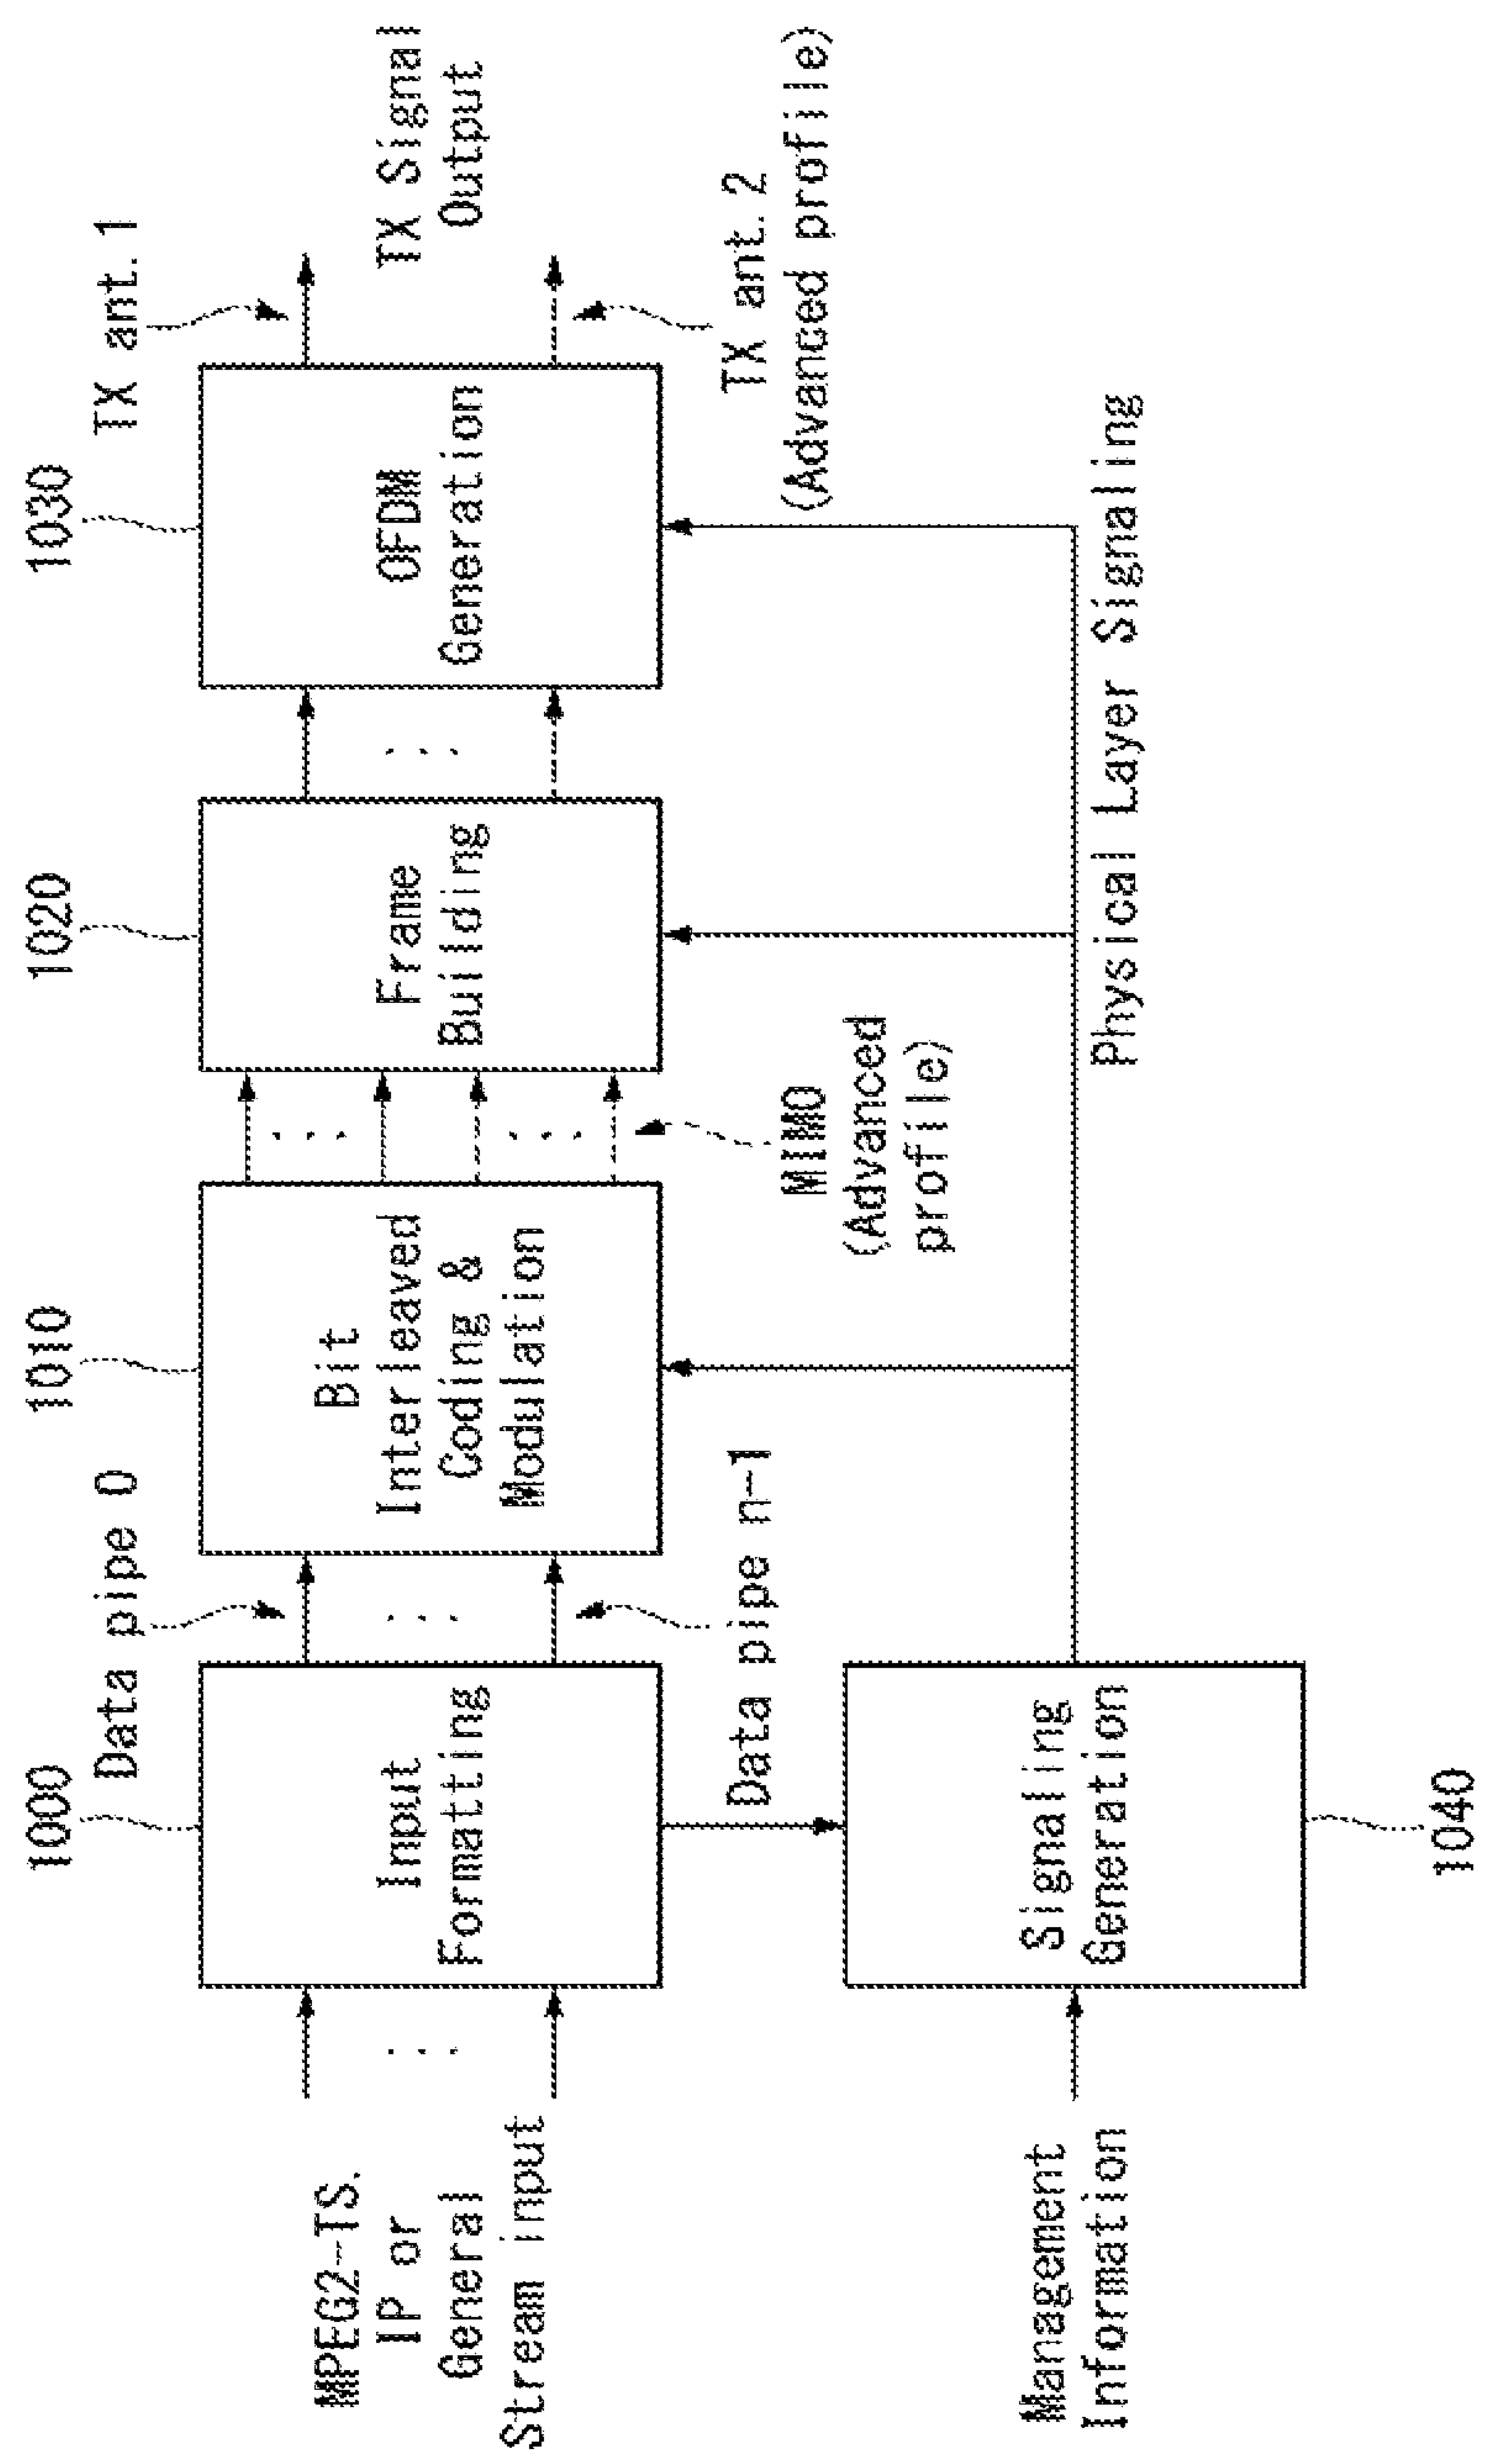 1000
1010
1020
1030
Data pipe 0
TX ant. 1
MPEG2-TS.
IP or
General
Stream input
Input
Formatting
Bit
Interleaved
Coding &
Modulation
Frame
Building
OFDM
Generation
TX Signal
Output
Data pipe n-1
MIMO
(Advanced
profile)
TX ant. 2
(Advanced profile)
Management
Information
Signaling
Generation
Physical Layer Signaling
1040